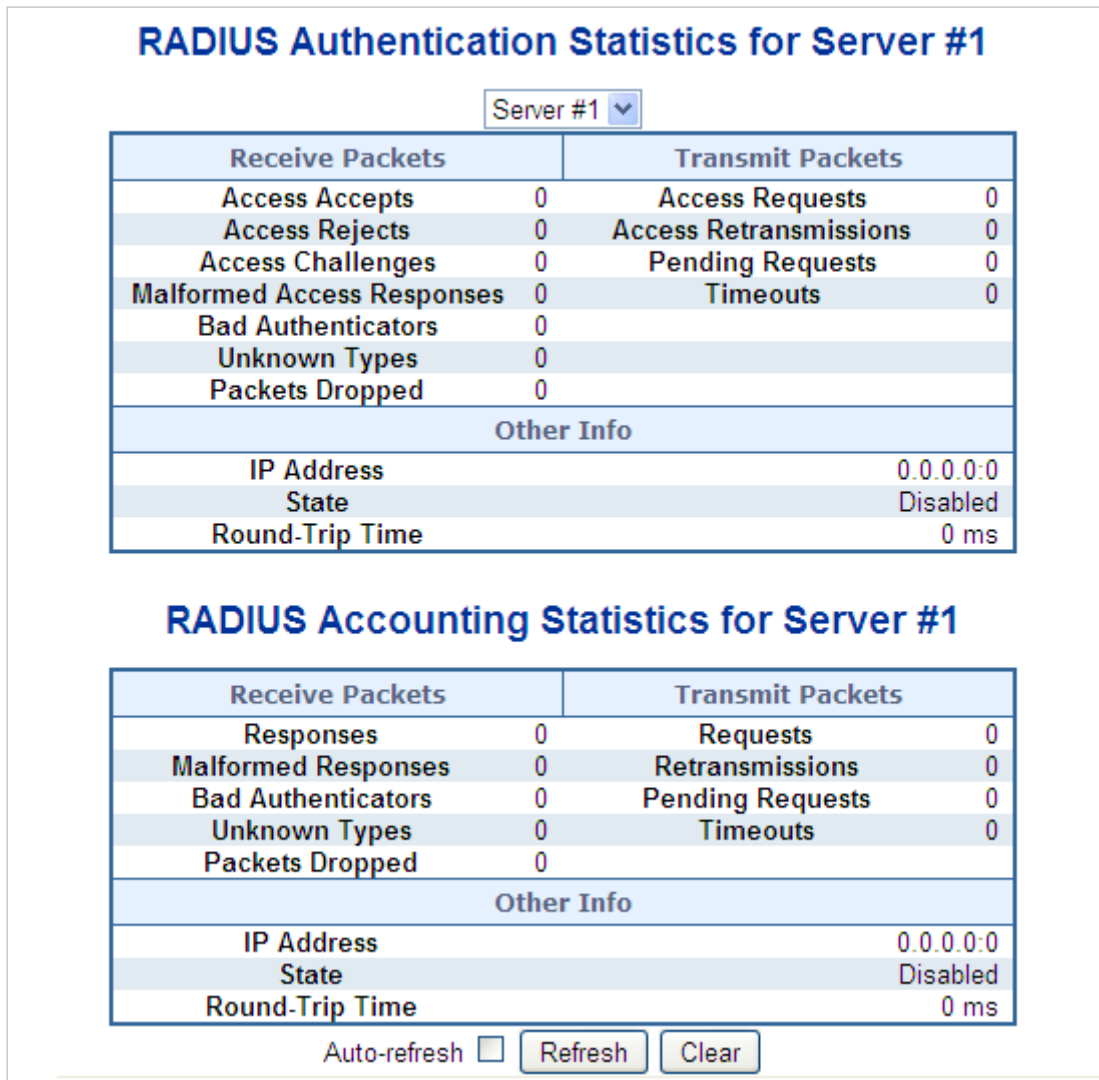 RADIUS Authentication Statistics for Server #1
Server #1
Receive Packets Transmit Packets
Access Accepts 0 Access Requests 0
Access Rejects 0 Access Retransmissions 0
Access Challenges 0 Pending Requests 0
Malformed Access Responses 0 Timeouts 0
Bad Authenticators 0
Unknown Types 0
Packets Dropped 0
Other Info
IP Address 0.0.0.0:0
State Disabled
Round-Trip Time 0 ms
RADIUS Accounting Statistics for Server #1
Receive Packets Transmit Packets
Responses 0 Requests 0
Malformed Responses 0 Retransmissions 0
Bad Authenticators 0 Pending Requests 0
Unknown Types 0 Timeouts 0
Packets Dropped 0
Other Info
IP Address 0.0.0.0:0
State Disabled
Round-Trip Time 0 ms
Auto-refresh Refresh Clear